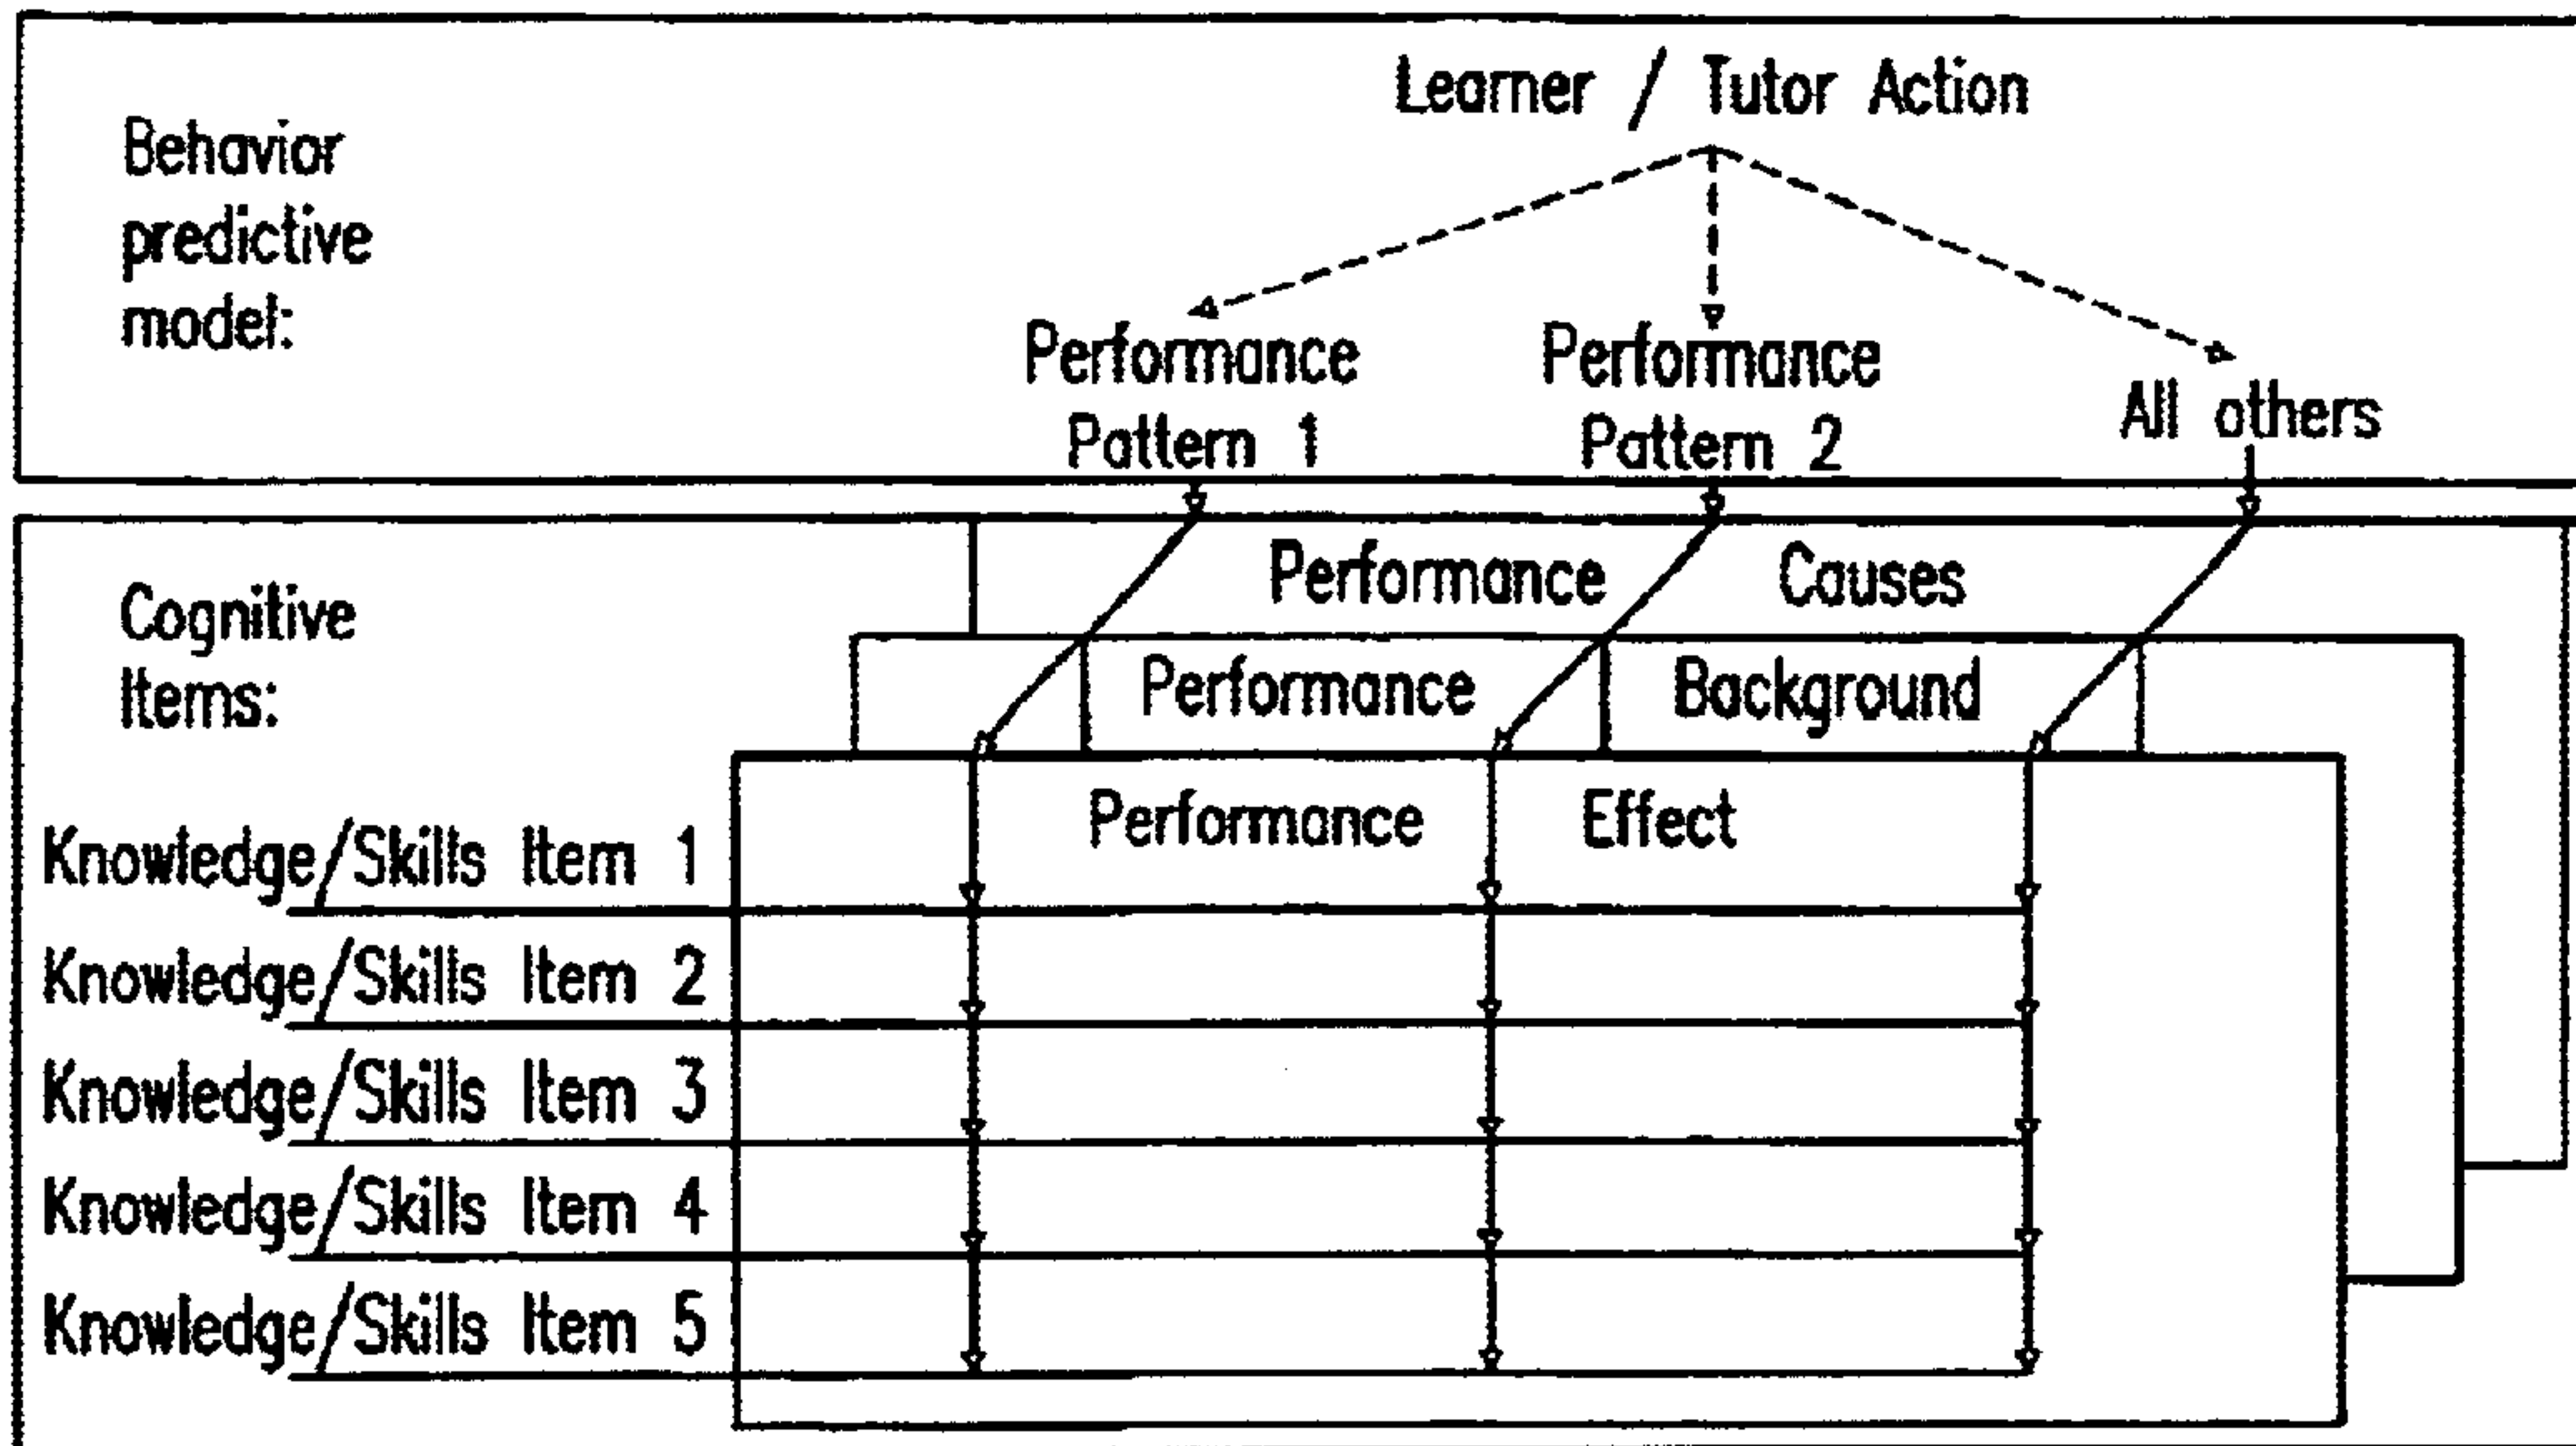 Learner / Tutor Action
Behavior
predictive
model:
Performance
Pattern 1
Performance
Pattern 2
All others
Cognitive
Items:
Performance Causes
Performance Background
Performance Effect
Knowledge/Skills Item 1
Knowledge/Skills Item 2
Knowledge/Skills Item 3
Knowledge/Skills Item 4
Knowledge/Skills Item 5